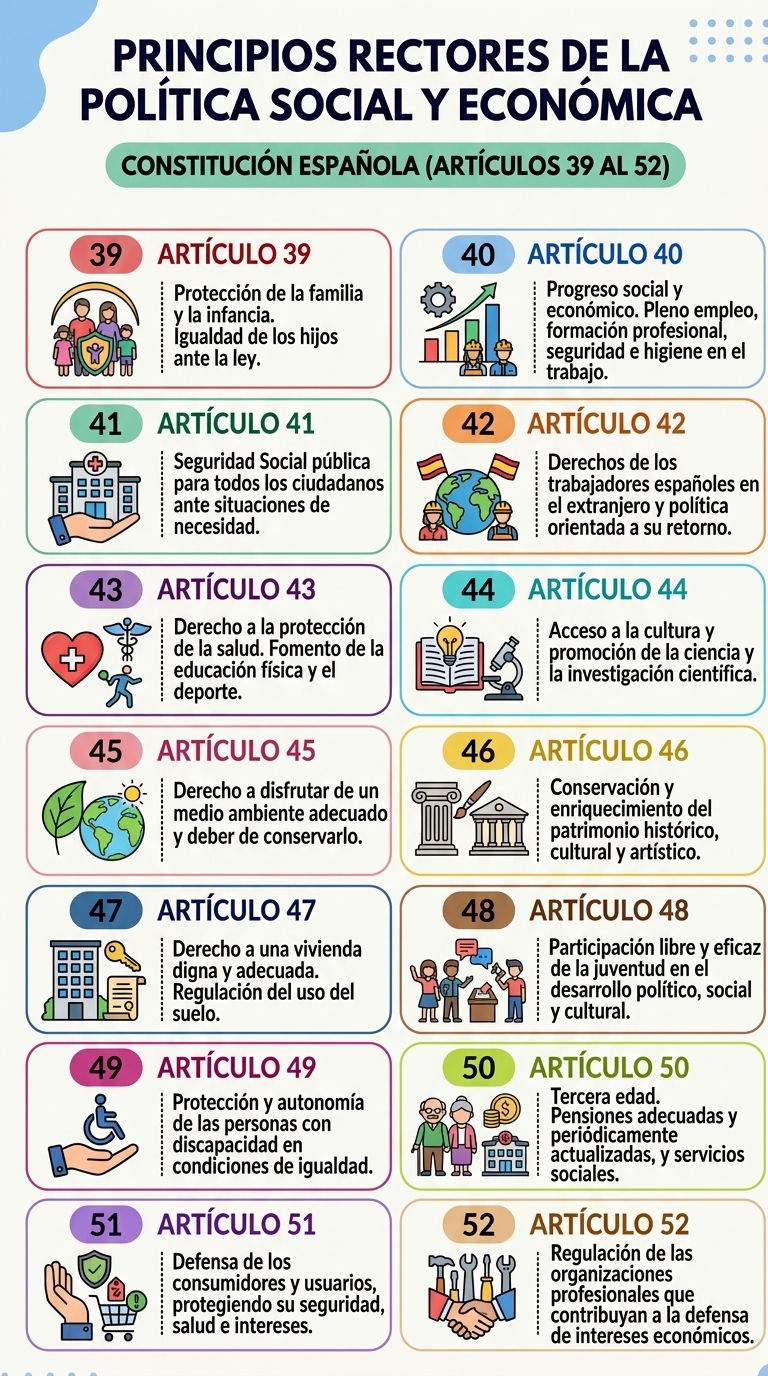 PRINCIPIOS RECTORES DE LA
POLÍTICA SOCIAL Y ECONÓMICA
CONSTITUCIÓN ESPAÑOLA (ARTÍCULOS 39 AL 52)
39 ARTÍCULO 39
Protección de la familia
y la infancia.
Igualdad de los hijos
ante la ley.
40 ARTÍCULO 40
Progreso social y
económico. Pleno empleo,
formación profesional,
seguridad e higiene en el
trabajo.
41 ARTÍCULO 41
Seguridad Social pública
para todos los ciudadanos
ante situaciones de
necesidad.
42 ARTÍCULO 42
Derechos de los
trabajadores españoles en
el extranjero y política
orientada a su retorno.
43 ARTÍCULO 43
Derecho a la protección
de la salud. Fomento de la
educación física y el
deporte.
44 ARTÍCULO 44
Acceso a la cultura y
promoción de la ciencia y
la investigación cientifica.
45 ARTÍCULO 45
Derecho a disfrutar de un
medio ambiente adecuado
y deber de conservarlo.
46 ARTÍCULO 46
Conservación y
enriquecimiento del
patrimonio histórico,
cultural y artístico.
47 ARTÍCULO 47
Derecho a una vivienda
digna y adecuada.
Regulación del uso del
suelo.
48 ARTÍCULO 48
Participación libre y eficaz
de la juventud en el
desarrollo político, social
y cultural.
49 ARTÍCULO 49
Protección y autonomía
de las personas con
discapacidad en
condiciones de igualdad.
50 ARTÍCULO 50
Tercera edad.
Pensiones adecuadas y
periódicamente
actualizadas, y servicios
sociales.
51 ARTÍCULO 51
Defensa de los
consumidores y usuarios,
protegiendo su seguridad,
salud e intereses.
52 ARTÍCULO 52
Regulación de las
organizaciones
profesionales que
contribuyan a la defensa
de intereses económicos.